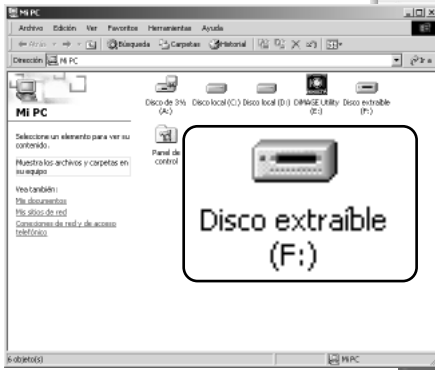 Mi PC
Archivo Edición Ver Favoritos Herramientas Ayuda
Atrás Búsqueda Carpetas Historial
Dirección Mi PC Ir a
Mi PC
Seleccione un elemento para ver su
contenido.
Muestra los archivos y carpetas en
su equipo
Vea también:
Mis documentos
Mis sitios de red
Conexiones de red y de acceso
telefónico
Disco de 3½ Disco local (C:) Disco local (D:) DiMAGE Utility Disco extraíble
(A:) (E:) (F:)
Panel de
control
Disco extraíble
(F:)
6 objeto(s) Mi PC